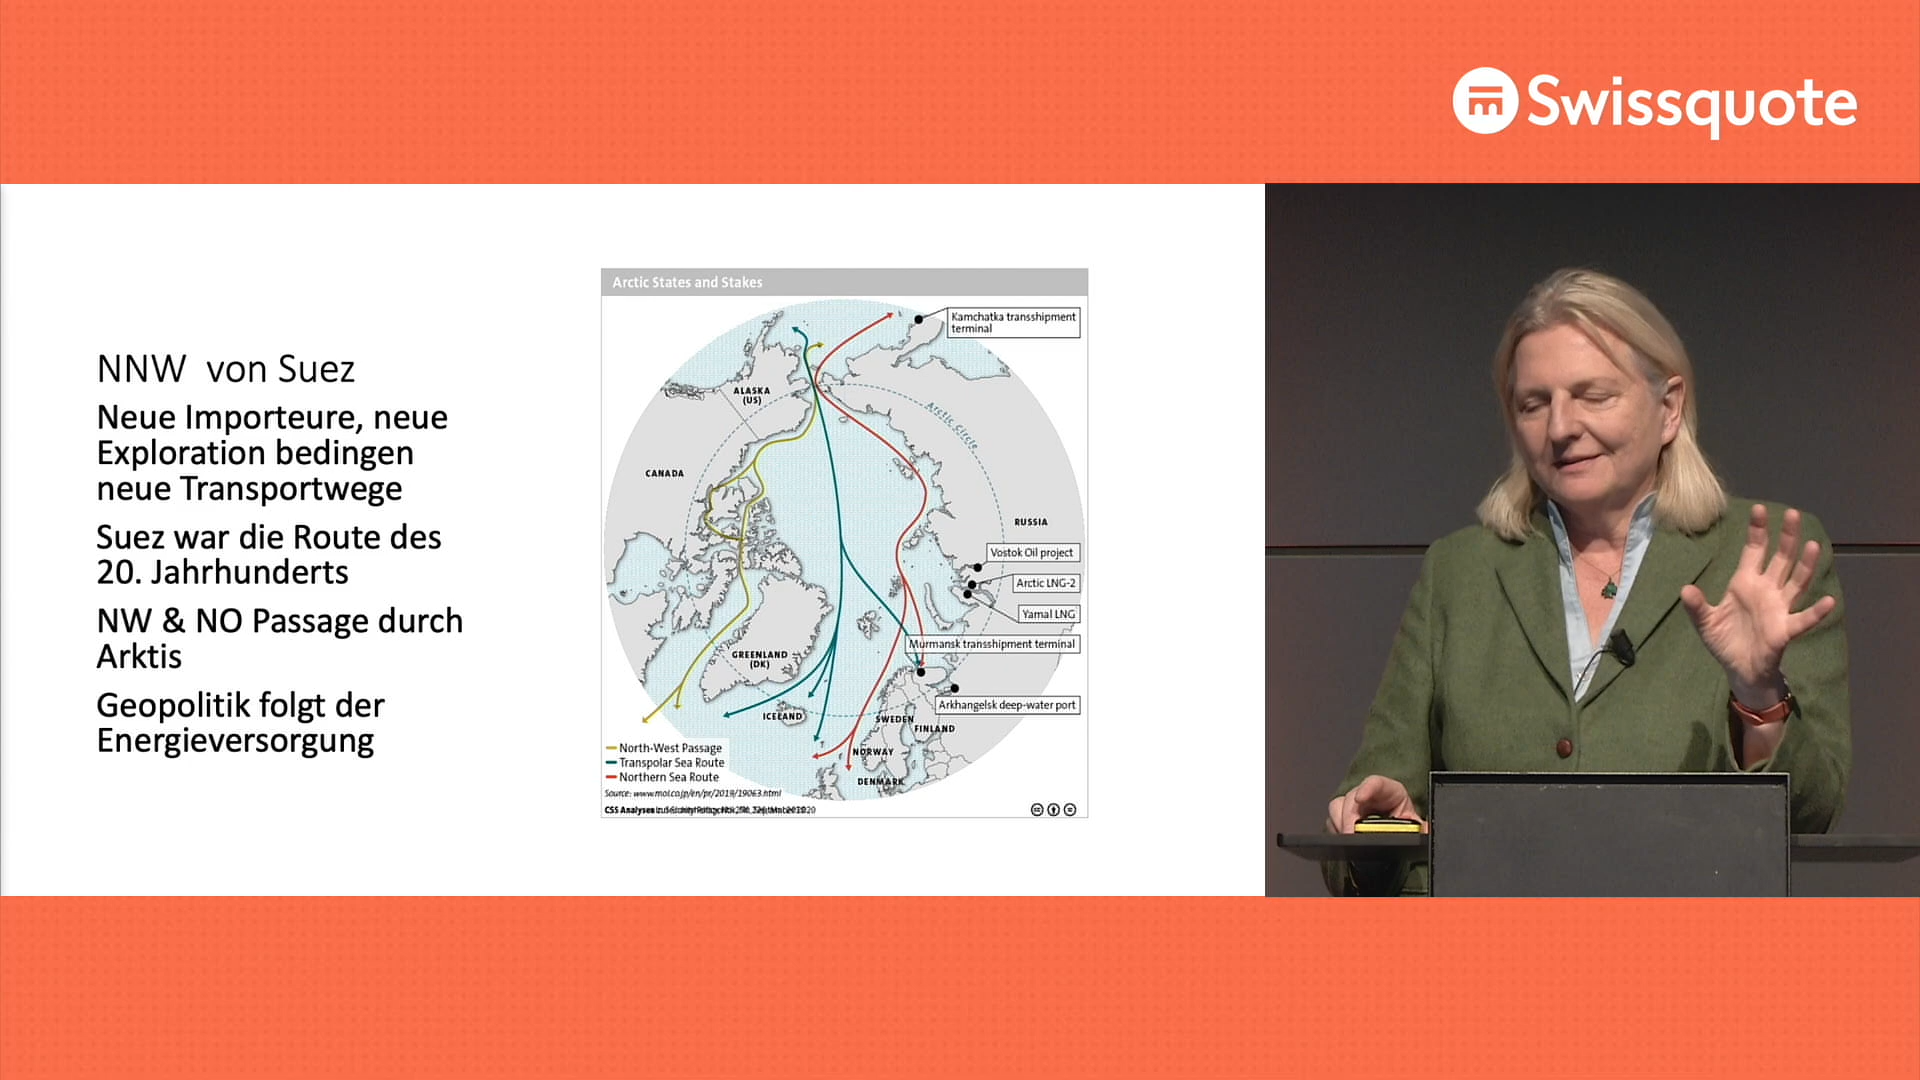 Swissquote
NNW von Suez
Neue Importeure, neue
Exploration bedingen
neue Transportwege
Suez war die Route des
20. Jahrhunderts
NW & NO Passage durch
Arktis
Geopolitik folgt der
Energieversorgung
Arctic States and Stakes
Kamchatka transshipment
terminal
ALASKA
(US)
Arctic Circle
CANADA
RUSSIA
Vostok Oil project
Arctic LNG-2
Yamal LNG
Murmansk transshipment terminal
GREENLAND
(DK)
Arkhangelsk deep-water port
ICELAND
SWEDEN
FINLAND
NORWAY
DENMARK
North-West Passage
Transpolar Sea Route
Northern Sea Route
Source: www.mol.co.jp/en/pr/2019/19063.html
CSS Analyses